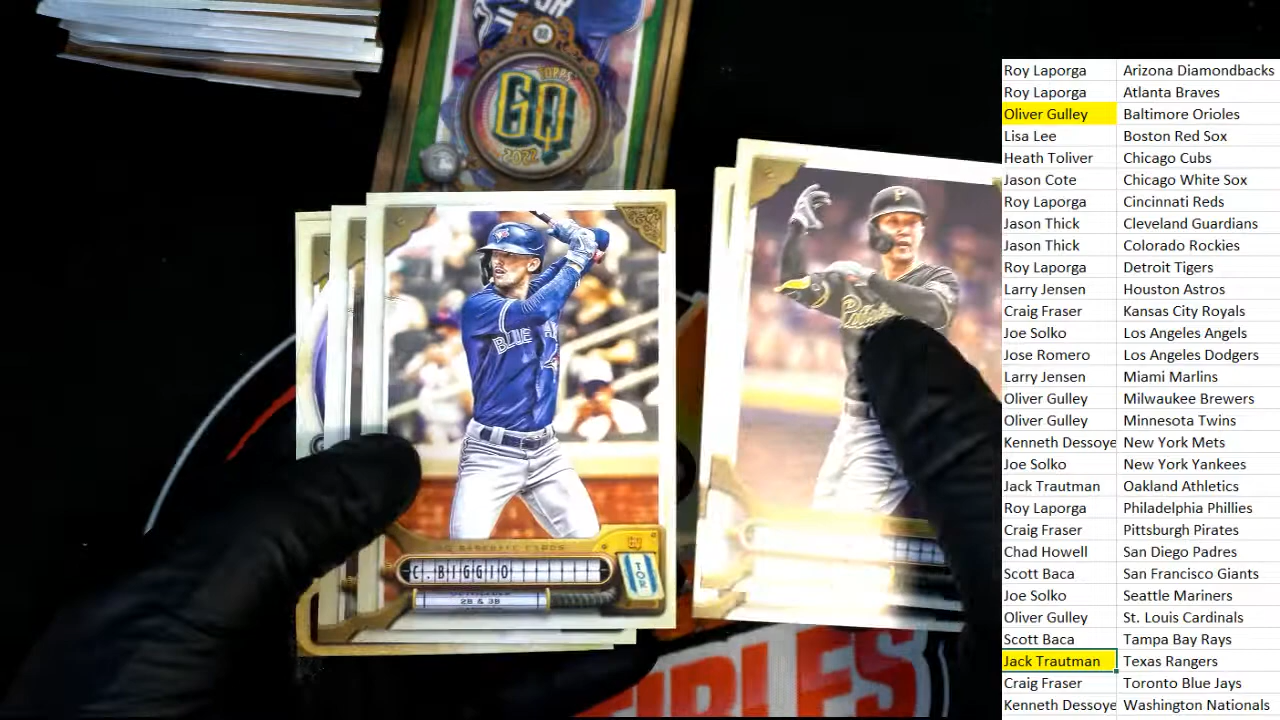 TOPPS
GQ
2022
P
BLUE
C. BIGGIO
2B & 3B
TOR
Roy Laporga Arizona Diamondbacks
Roy Laporga Atlanta Braves
Oliver Gulley Baltimore Orioles
Lisa Lee Boston Red Sox
Heath Toliver Chicago Cubs
Jason Cote Chicago White Sox
Roy Laporga Cincinnati Reds
Jason Thick Cleveland Guardians
Jason Thick Colorado Rockies
Roy Laporga Detroit Tigers
Larry Jensen Houston Astros
Craig Fraser Kansas City Royals
Joe Solko Los Angeles Angels
Jose Romero Los Angeles Dodgers
Larry Jensen Miami Marlins
Oliver Gulley Milwaukee Brewers
Oliver Gulley Minnesota Twins
Kenneth Dessoye New York Mets
Joe Solko New York Yankees
Jack Trautman Oakland Athletics
Roy Laporga Philadelphia Phillies
Craig Fraser Pittsburgh Pirates
Chad Howell San Diego Padres
Scott Baca San Francisco Giants
Joe Solko Seattle Mariners
Oliver Gulley St. Louis Cardinals
Scott Baca Tampa Bay Rays
Jack Trautman Texas Rangers
Craig Fraser Toronto Blue Jays
Kenneth Dessoye Washington Nationals